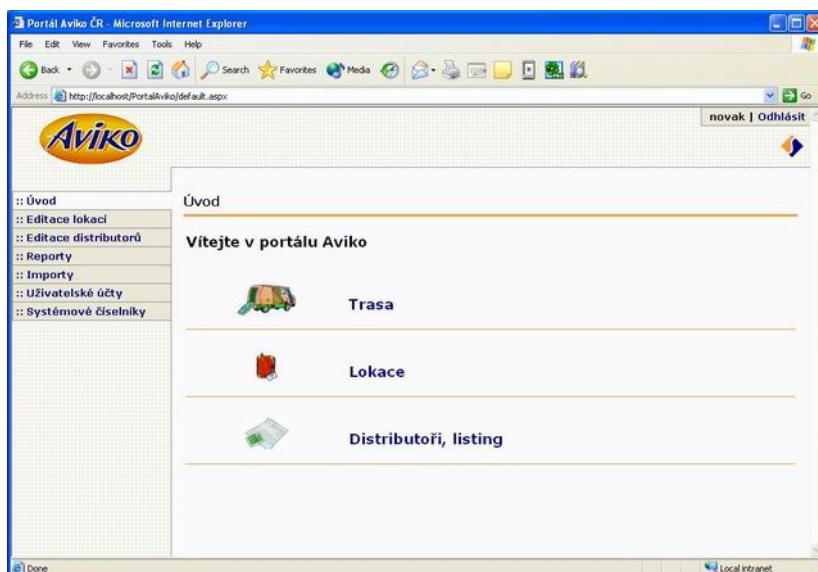 Portál Aviko ČR - Microsoft Internet Explorer
File Edit View Favorites Tools Help
Back Search Favorites Media
Address http://localhost/PortalAviko/default.aspx Go
novak | Odhlásit
Aviko
:: Úvod
:: Editace lokací
:: Editace distributorů
:: Reporty
:: Importy
:: Uživatelské účty
:: Systémové číselníky
Úvod
Vítejte v portálu Aviko
Trasa
Lokace
Distributoři, listing
Done Local intranet